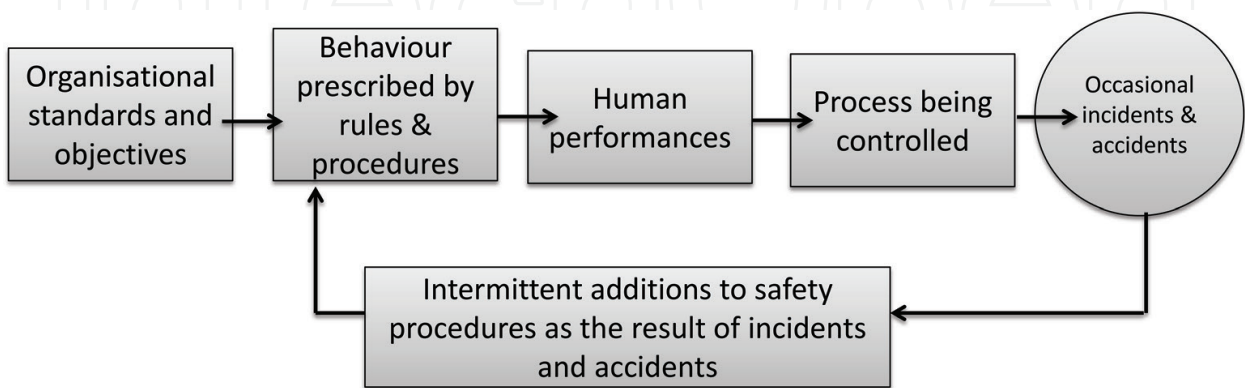 Organisational
standards and
objectives
Behaviour
prescribed by
rules &
procedures
Human
performances
Process being
controlled
Occasional
incidents &
accidents
Intermittent additions to safety
procedures as the result of incidents
and accidents